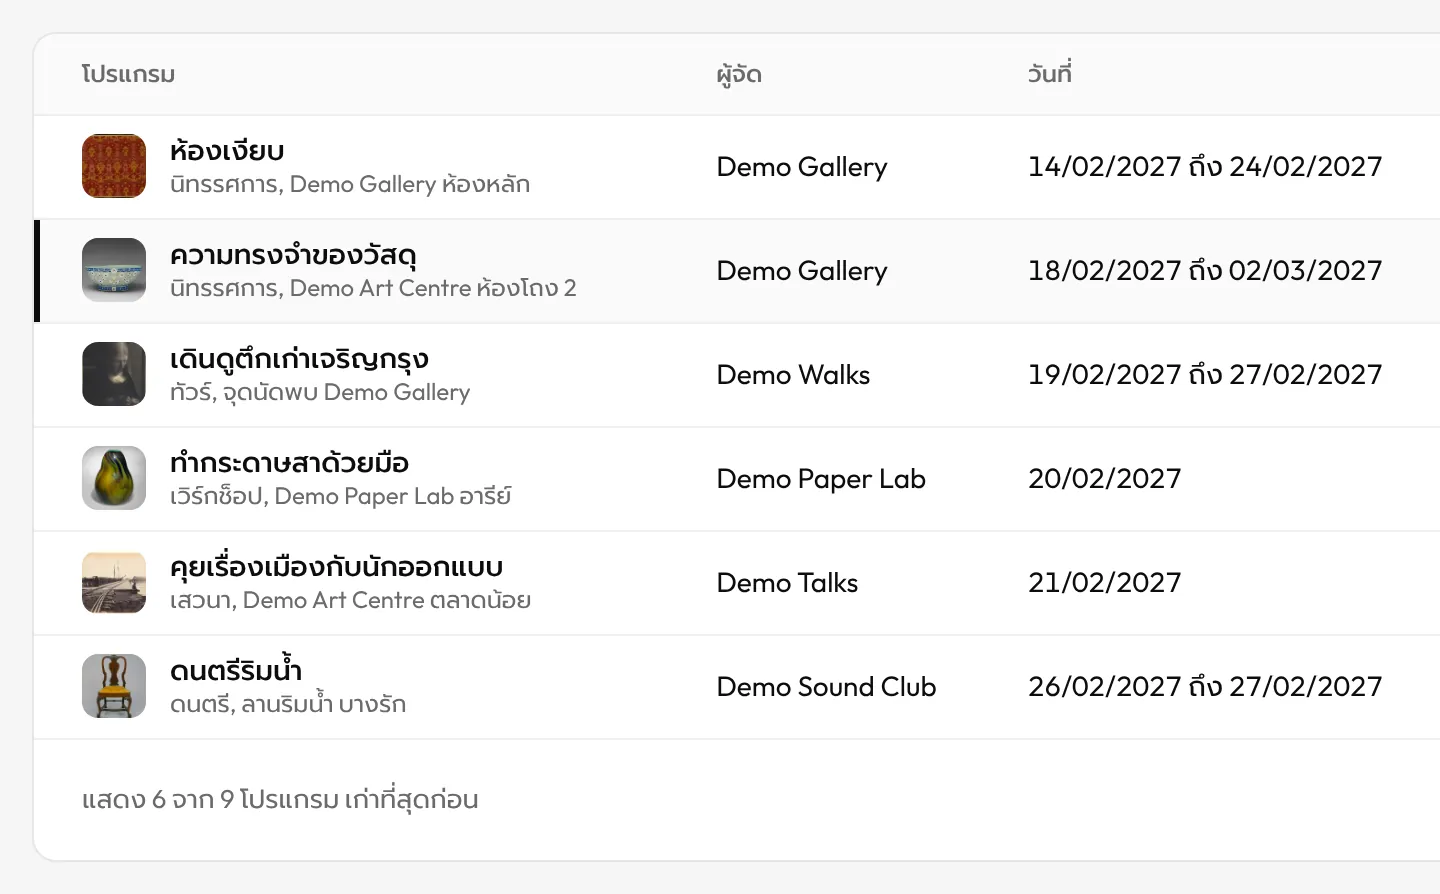 โปรแกรม ผู้จัด วันที่
ห้องเงียบ
นิทรรศการ, Demo Gallery ห้องหลัก
Demo Gallery
14/02/2027 ถึง 24/02/2027
ความทรงจำของวัสดุ
นิทรรศการ, Demo Art Centre ห้องโถง 2
Demo Gallery
18/02/2027 ถึง 02/03/2027
เดินดูตึกเก่าเจริญกรุง
ทัวร์, จุดนัดพบ Demo Gallery
Demo Walks
19/02/2027 ถึง 27/02/2027
ทำกระดาษสาด้วยมือ
เวิร์กช็อป, Demo Paper Lab อารีย์
Demo Paper Lab
20/02/2027
คุยเรื่องเมืองกับนักออกแบบ
เสวนา, Demo Art Centre ตลาดน้อย
Demo Talks
21/02/2027
ดนตรีริมน้ำ
ดนตรี, ลานริมน้ำ บางรัก
Demo Sound Club
26/02/2027 ถึง 27/02/2027
แสดง 6 จาก 9 โปรแกรม เก่าที่สุดก่อน